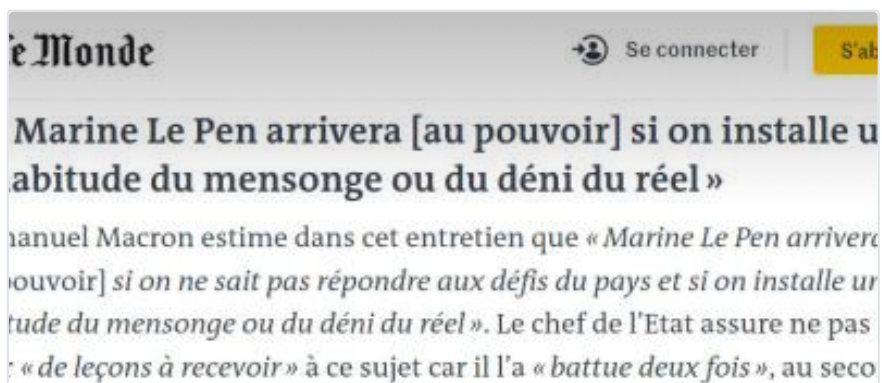 e Monde
Se connecter
S'ab
Marine Le Pen arrivera [au pouvoir] si on installe u
abitude du mensonge ou du déni du réel »
anuel Macron estime dans cet entretien que « Marine Le Pen arrivera
ouvoir] si on ne sait pas répondre aux défis du pays et si on installe un
tude du mensonge ou du déni du réel ». Le chef de l'Etat assure ne pas
: « de leçons à recevoir » à ce sujet car il l'a « battue deux fois », au seco